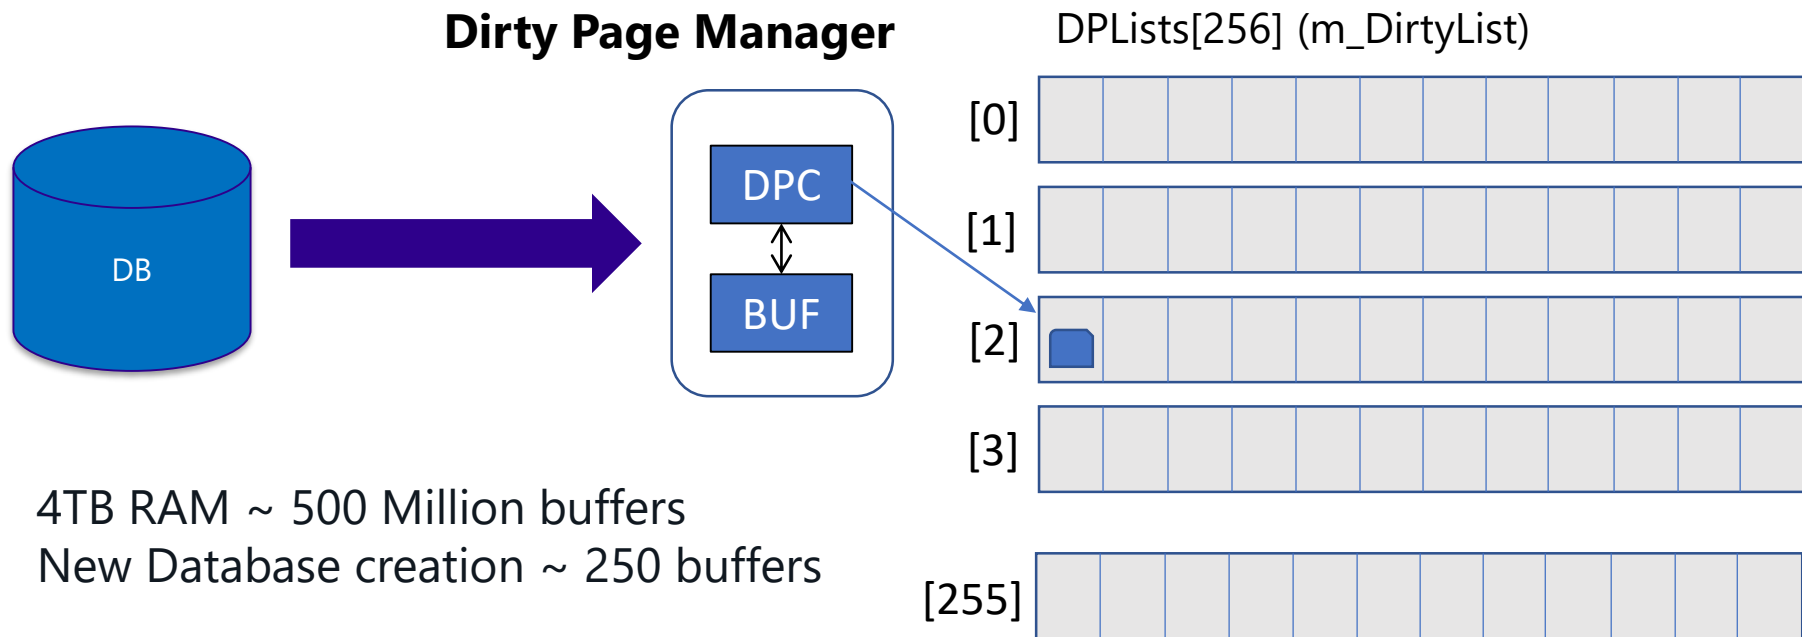 Dirty Page Manager
DPLists[256] (m_DirtyList)
DB
DPC
BUF
[0]
[1]
[2]
[3]
[255]
4TB RAM ~ 500 Million buffers
New Database creation ~ 250 buffers